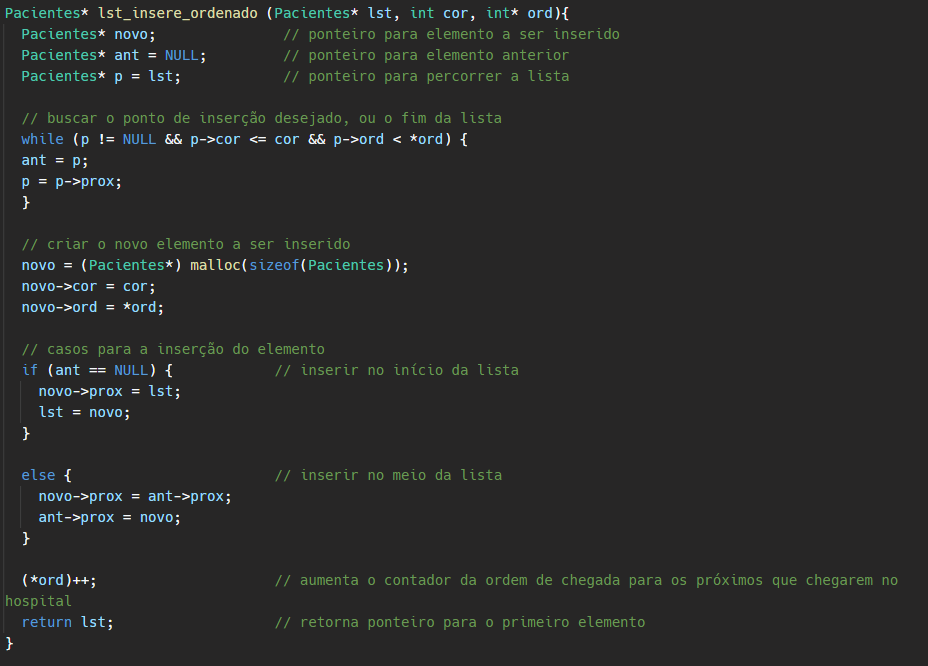 Pacientes* lst_insere_ordenado (Pacientes* lst, int cor, int* ord){
  Pacientes* novo;               // ponteiro para elemento a ser inserido
  Pacientes* ant = NULL;         // ponteiro para elemento anterior
  Pacientes* p = lst;            // ponteiro para percorrer a lista

  // buscar o ponto de inserção desejado, ou o fim da lista
  while (p != NULL && p->cor <= cor && p->ord < *ord) {
  ant = p;
  p = p->prox;
  }

  // criar o novo elemento a ser inserido
  novo = (Pacientes*) malloc(sizeof(Pacientes));
  novo->cor = cor;
  novo->ord = *ord;

  // casos para a inserção do elemento
  if (ant == NULL) {            // inserir no início da lista
    novo->prox = lst;
    lst = novo;
  }

  else {                        // inserir no meio da lista
    novo->prox = ant->prox;
    ant->prox = novo;
  }

  (*ord)++;                     // aumenta o contador da ordem de chegada para os próximos que chegarem no
hospital
  return lst;                   // retorna ponteiro para o primeiro elemento
}